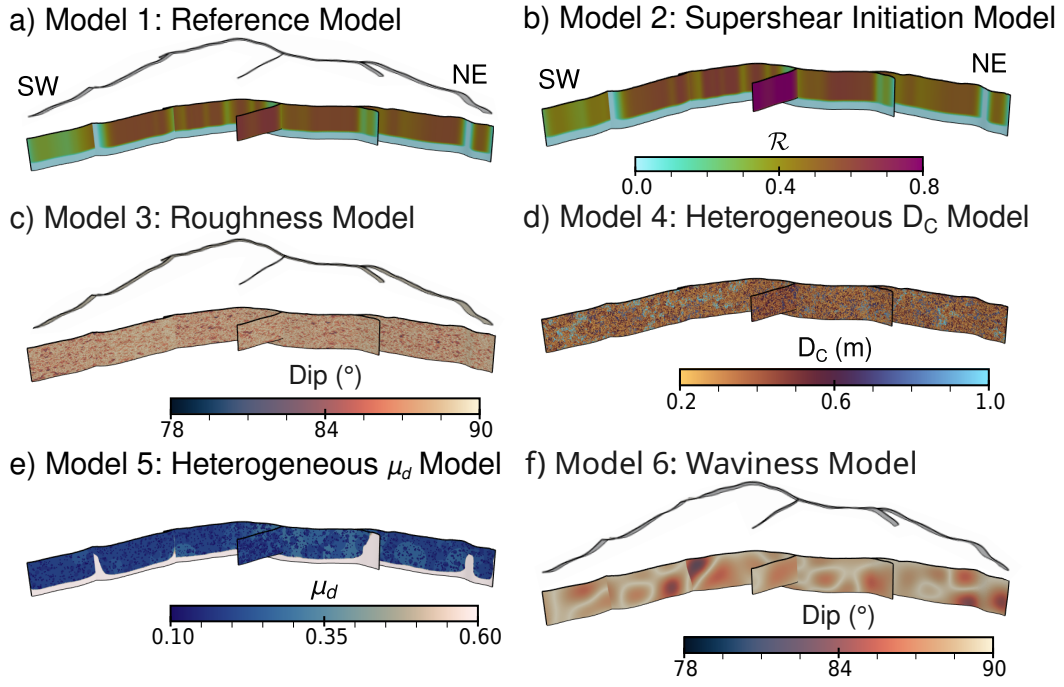 a) Model 1: Reference Model
SW
NE
b) Model 2: Supershear Initiation Model
SW
NE
ℛ
0.0 0.4 0.8
c) Model 3: Roughness Model
Dip (°)
78 84 90
d) Model 4: Heterogeneous D_C Model
D_C (m)
0.2 0.6 1.0
e) Model 5: Heterogeneous μ_d Model
μ_d
0.10 0.35 0.60
f) Model 6: Waviness Model
Dip (°)
78 84 90